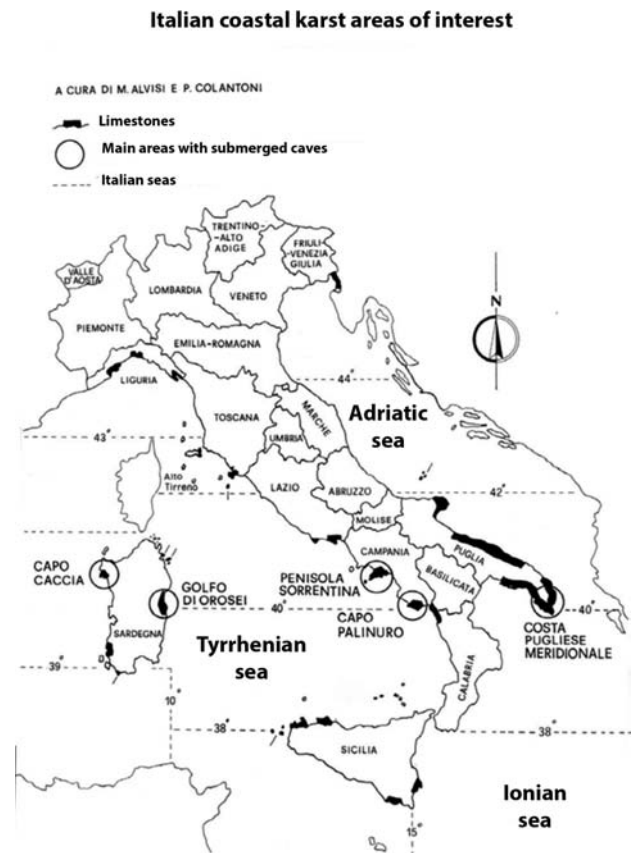 Italian coastal karst areas of interest
A CURA DI M. ALVISI E P. COLANTONI
Limestones
Main areas with submerged caves
Italian seas
TRENTINO–
–ALTO
ADIGE
FRIULI–
VENEZIA
GIULIA
VALLE
D'AOSTA
LOMBARDIA
VENETO
N
PIEMONTE
EMILIA–ROMAGNA
LIGURIA
44°
TOSCANA
MARCHE
Adriatic
sea
43°
UMBRIA
Alto
Tirreno
LAZIO
ABRUZZO
42°
MOLISE
PUGLIA
CAPO
CACCIA
CAMPANIA
BASILICATA
GOLFO
DI OROSEI
PENISOLA
SORRENTINA
40°
CAPO
PALINURO
40°
COSTA
PUGLIESE
MERIDIONALE
SARDEGNA
Tyrrhenian
sea
CALABRIA
39°
10°
38°
38°
SICILIA
Ionian
sea
15°